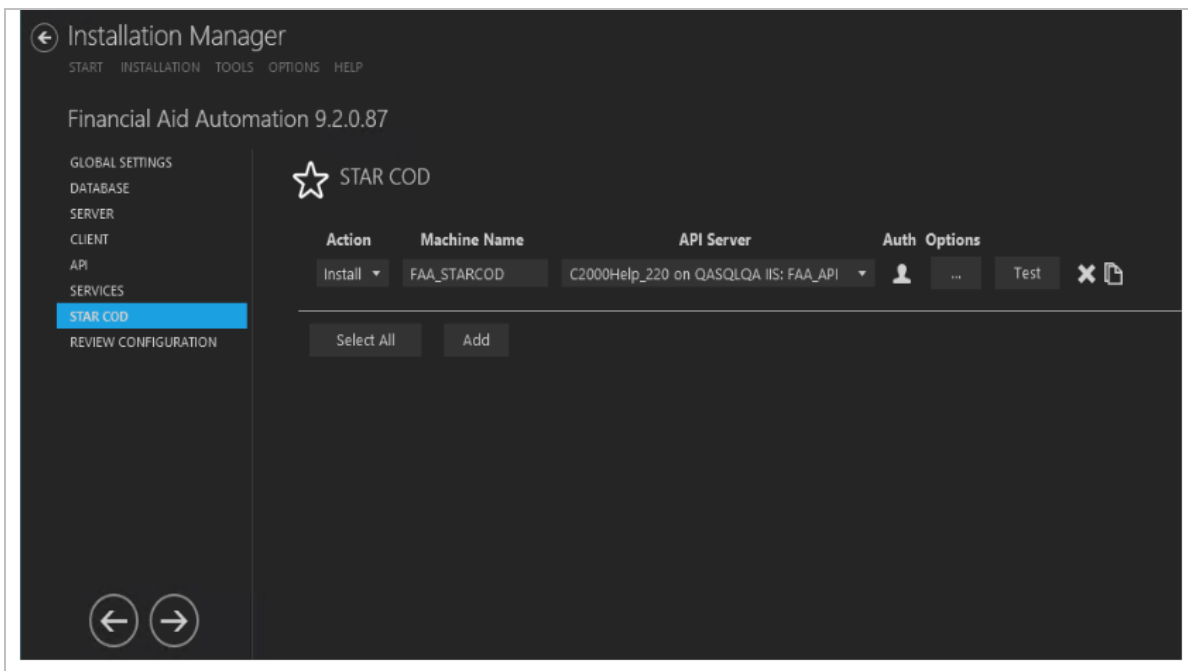 Installation Manager
START INSTALLATION TOOLS OPTIONS HELP
Financial Aid Automation 9.2.0.87
GLOBAL SETTINGS
DATABASE
SERVER
CLIENT
API
SERVICES
STAR COD
REVIEW CONFIGURATION
STAR COD
Action Machine Name API Server Auth Options
Install FAA_STARCOD C2000Help_220 on QASQLQA IIS: FAA_API ... Test
Select All Add